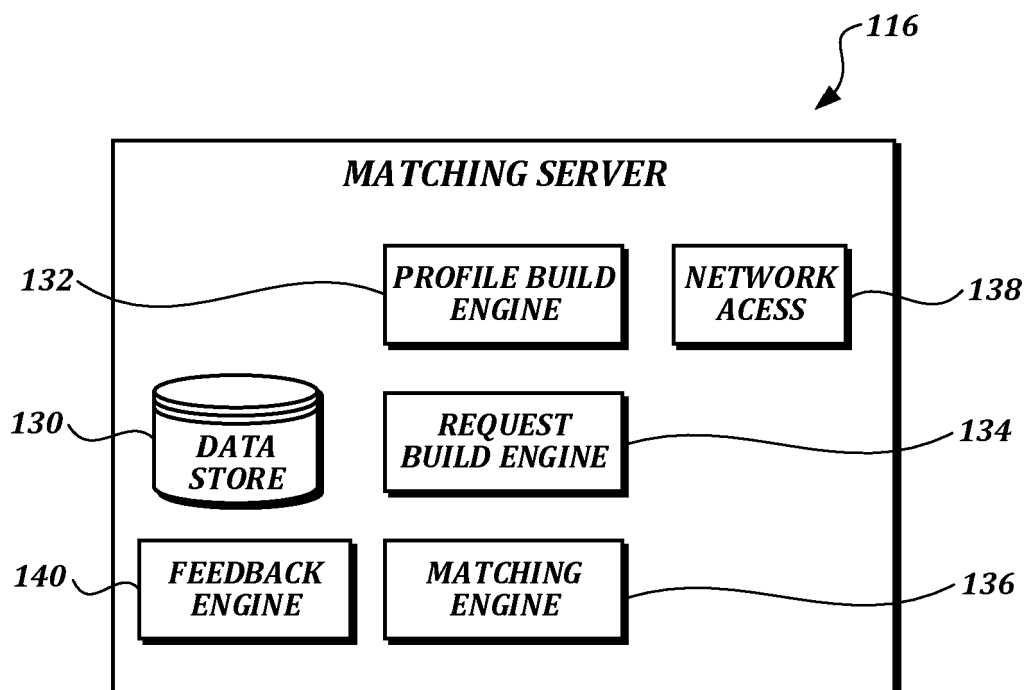 116
MATCHING SERVER
132
PROFILE BUILD
ENGINE
NETWORK
ACESS
138
130
DATA
STORE
REQUEST
BUILD ENGINE
134
140
FEEDBACK
ENGINE
MATCHING
ENGINE
136